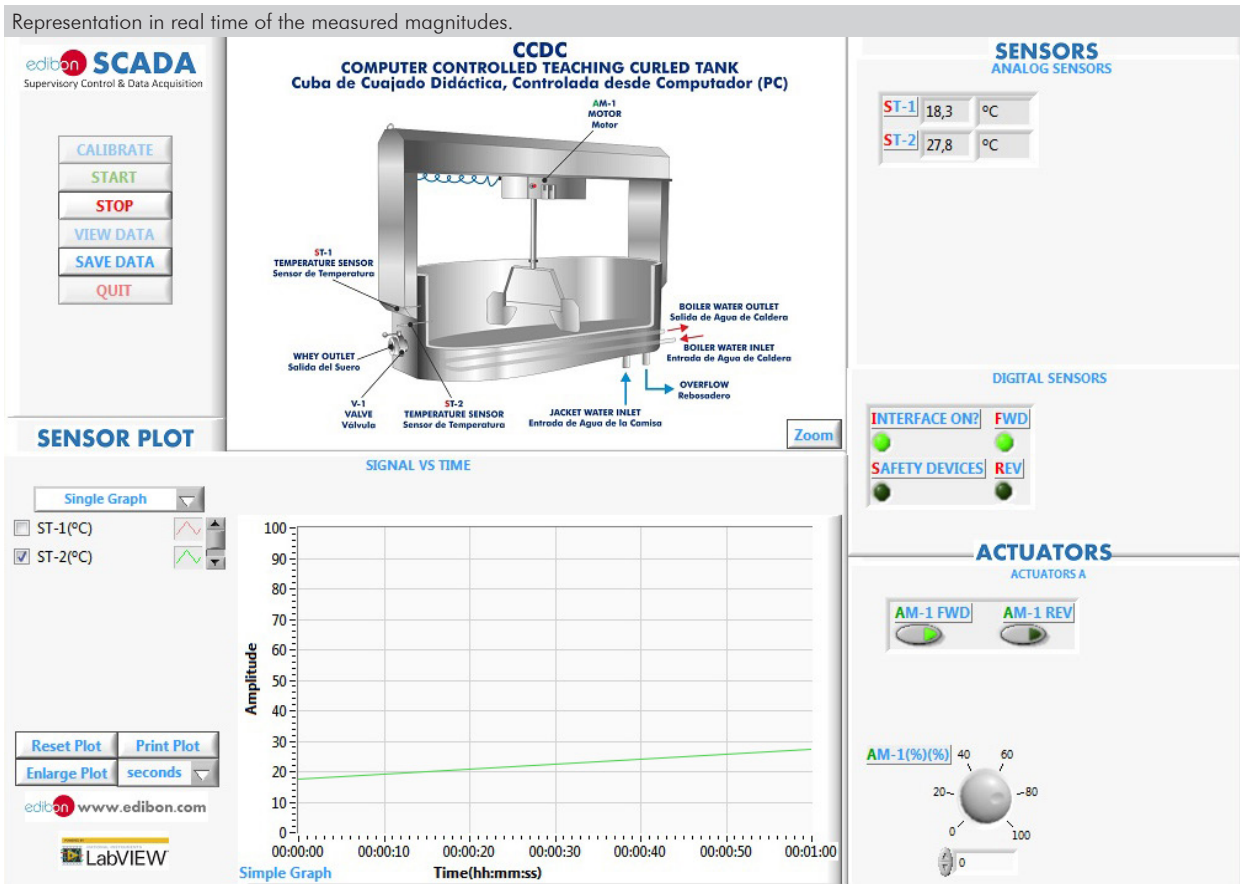 Representation in real time of the measured magnitudes.
edibon SCADA
Supervisory Control & Data Acquisition
CALIBRATE
START
STOP
VIEW DATA
SAVE DATA
QUIT
CCDC
COMPUTER CONTROLLED TEACHING CURLED TANK
Cuba de Cuajado Didáctica, Controlada desde Computador (PC)
AM-1
MOTOR
Motor
ST-1
TEMPERATURE SENSOR
Sensor de Temperatura
BOILER WATER OUTLET
Salida de Agua de Caldera
BOILER WATER INLET
Entrada de Agua de Caldera
WHEY OUTLET
Salida del Suero
OVERFLOW
Rebosadero
V-1
VALVE
Válvula
ST-2
TEMPERATURE SENSOR
Sensor de Temperatura
JACKET WATER INLET
Entrada de Agua de la Camisa
Zoom
SENSORS
ANALOG SENSORS
ST-1 18,3 ºC
ST-2 27,8 ºC
DIGITAL SENSORS
INTERFACE ON? FWD
SAFETY DEVICES REV
ACTUATORS
ACTUATORS A
AM-1 FWD AM-1 REV
AM-1(%)(%)
40 60
20 80
0 100
0
SENSOR PLOT
SIGNAL VS TIME
Single Graph
ST-1(ºC)
ST-2(ºC)
Reset Plot Print Plot
Enlarge Plot seconds
edibon www.edibon.com
LabVIEW
Amplitude
100
90
80
70
60
50
40
30
20
10
0
00:00:00 00:00:10 00:00:20 00:00:30 00:00:40 00:00:50 00:01:00
Simple Graph Time(hh:mm:ss)